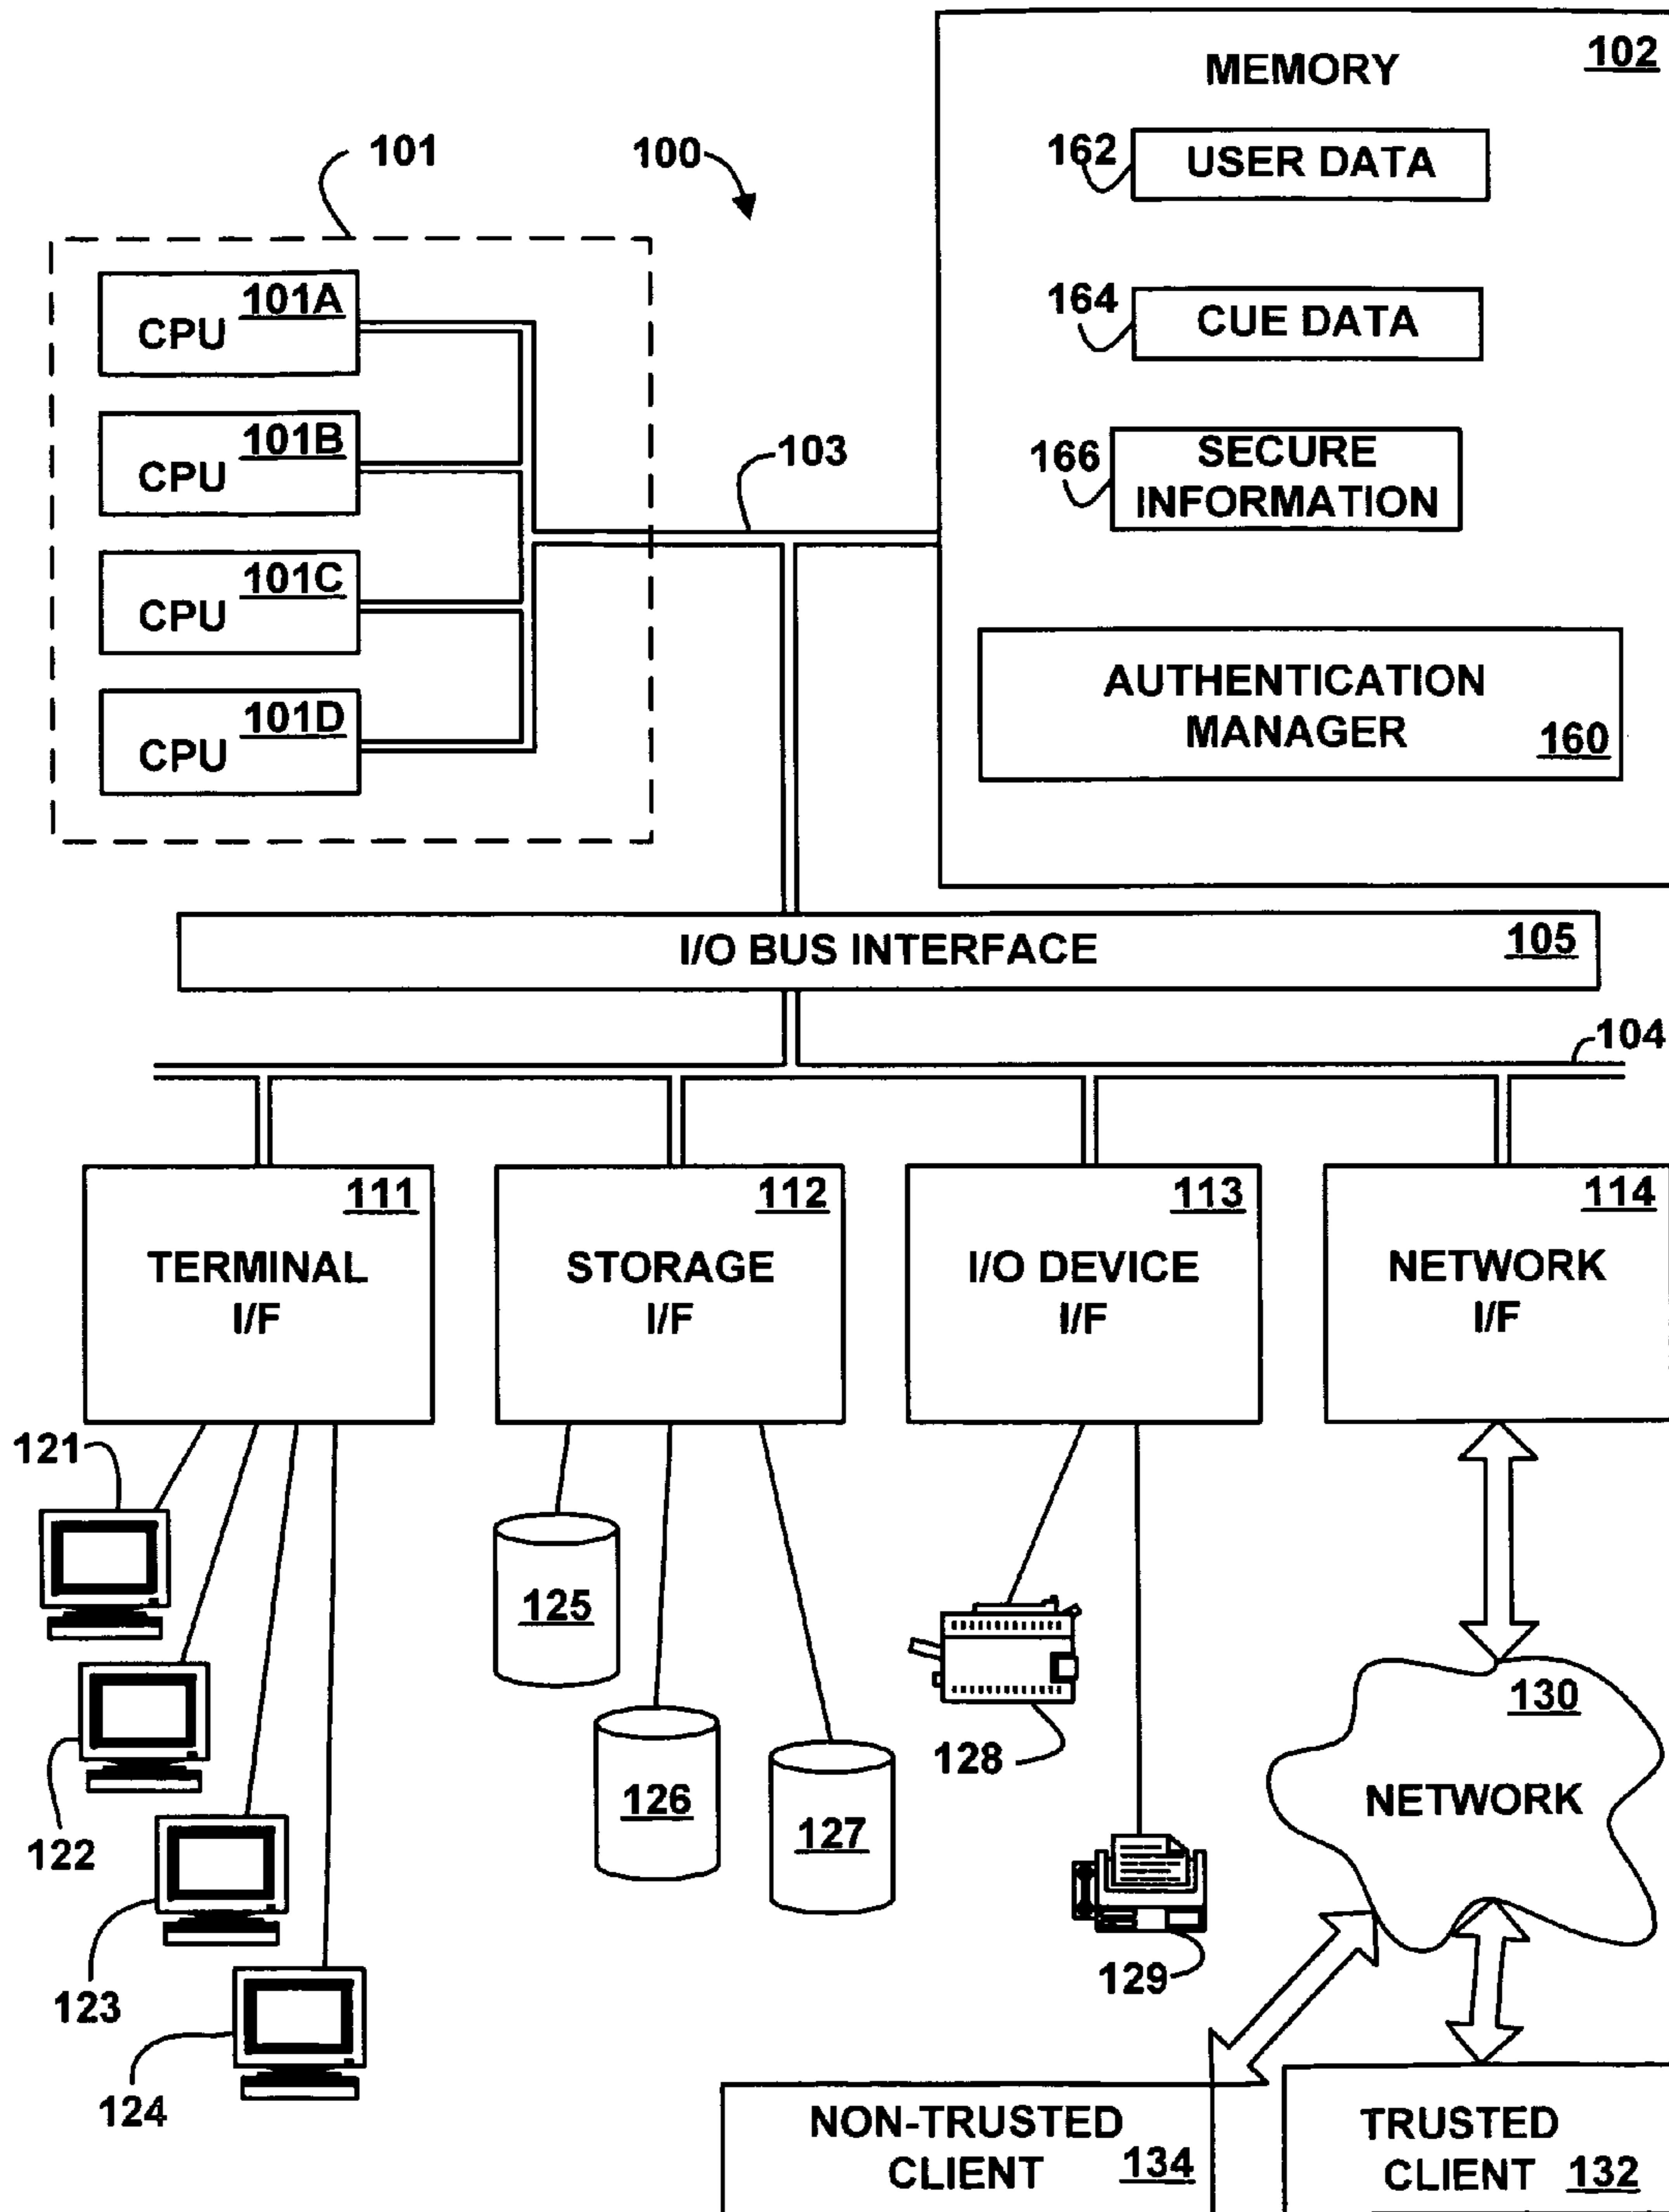 MEMORY 102
162 USER DATA
164 CUE DATA
166 SECURE
INFORMATION
AUTHENTICATION
MANAGER 160
101
100
101A
CPU
101B
CPU
101C
CPU
101D
CPU
103
I/O BUS INTERFACE 105
104
111
TERMINAL
I/F
112
STORAGE
I/F
113
I/O DEVICE
I/F
114
NETWORK
I/F
121
122
123
124
125
126
127
128
129
130
NETWORK
NON-TRUSTED
CLIENT 134
TRUSTED
CLIENT 132